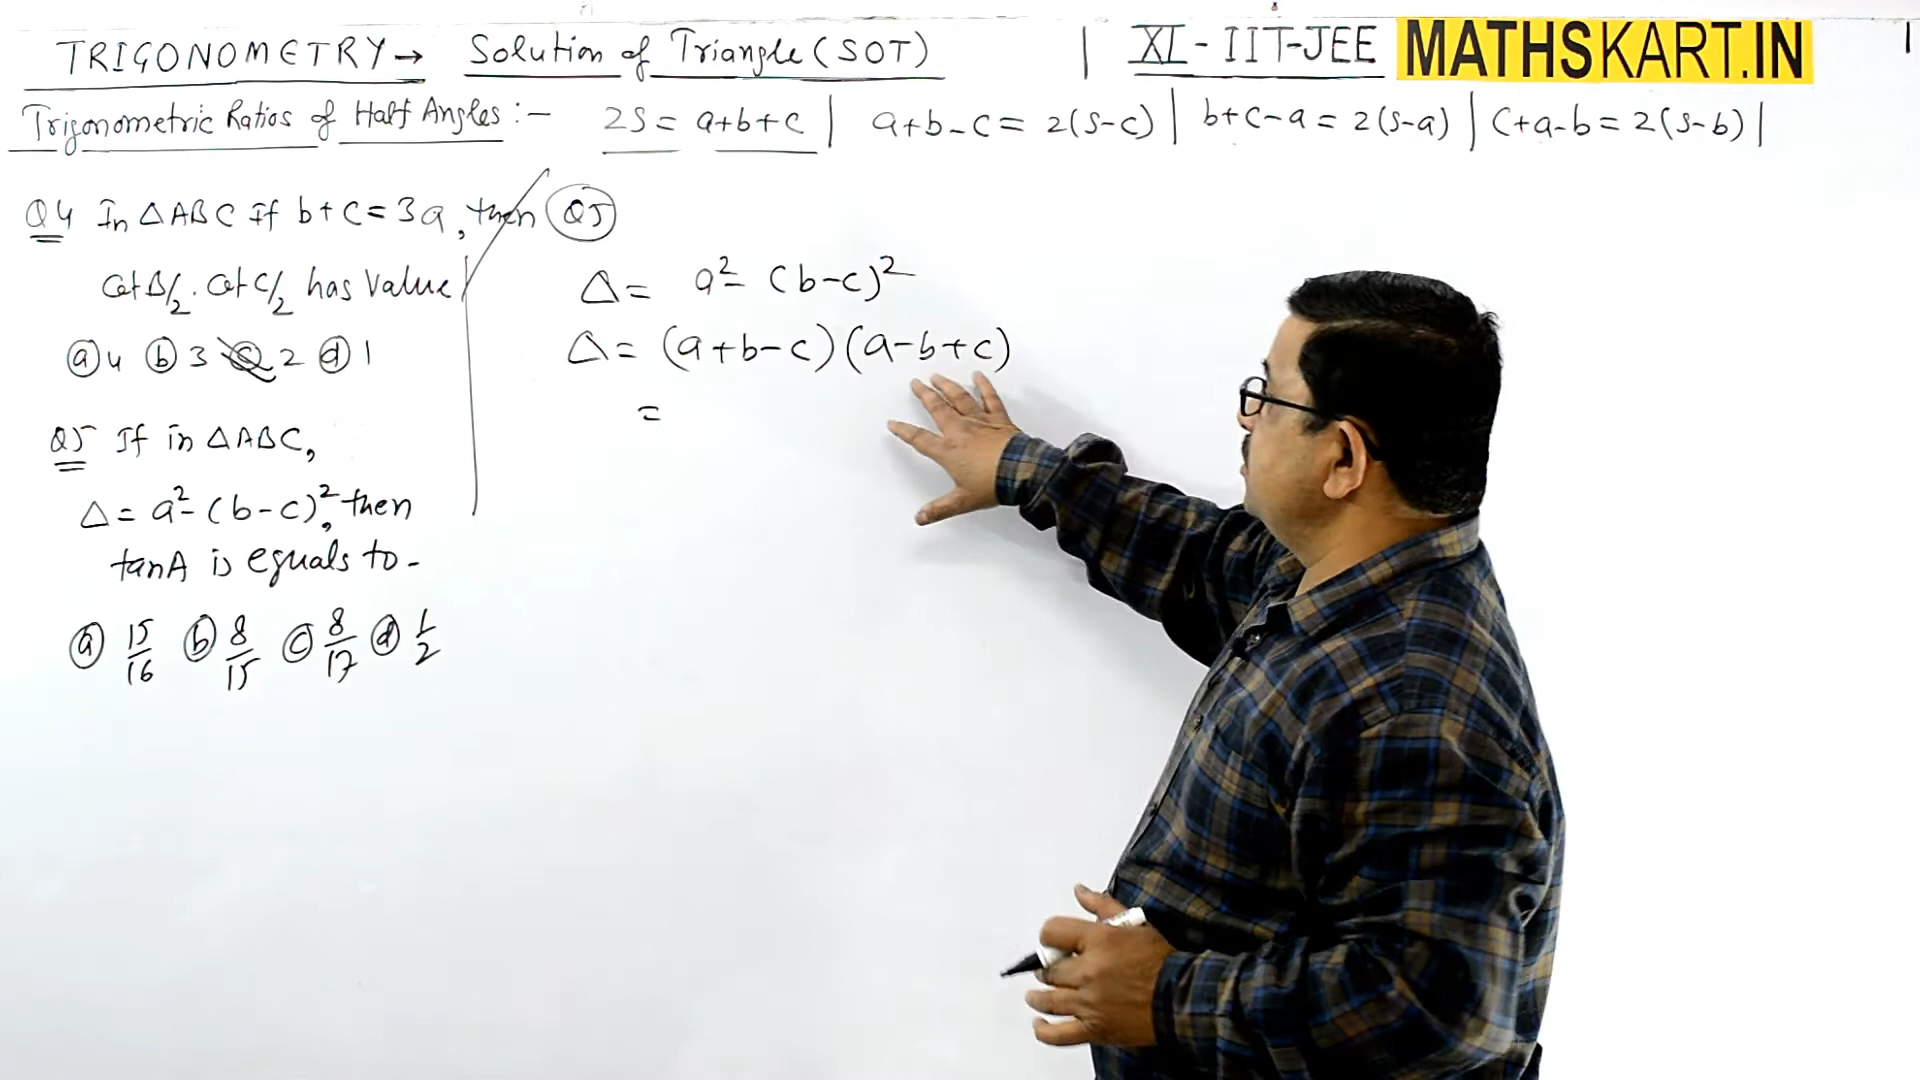 TRIGONOMETRY → Solution of Triangle (SOT) | XI - IIT-JEE MATHSKART.IN
Trigonometric Ratios of Half Angles :- 2S = a+b+c | a+b-c = 2(s-c) | b+c-a = 2(s-a) | c+a-b = 2(s-b) |
Q4 In △ABC If b+c = 3a, then
Cot B/2 . Cot C/2 has value
(a) 4 (b) 3 (c) 2 (d) 1
Q5 If in △ABC,
△ = a² - (b-c)², then
tanA is equals to -
(a) 15/16 (b) 8/15 (c) 8/17 (d) 1/2
Q5
△ = a² - (b-c)²
△ = (a+b-c)(a-b+c)
=